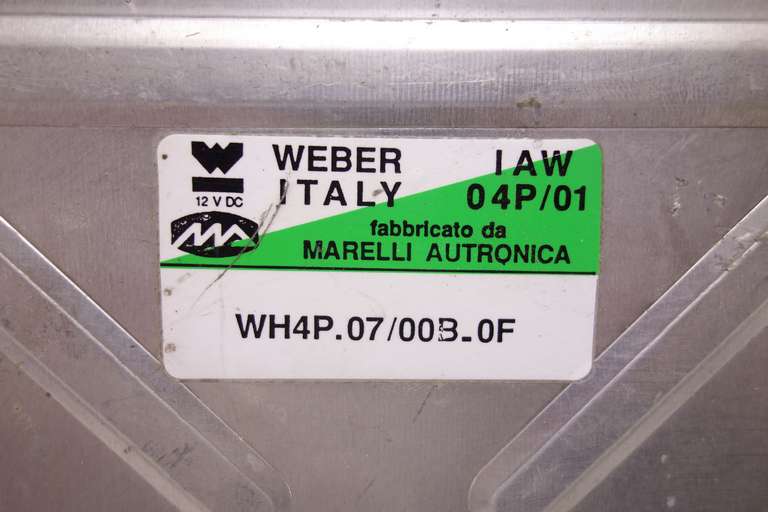 WEBER IAW
ITALY 04P/01
12 V DC
fabbricato da
MARELLI AUTRONICA
WH4P.07/00B.0F